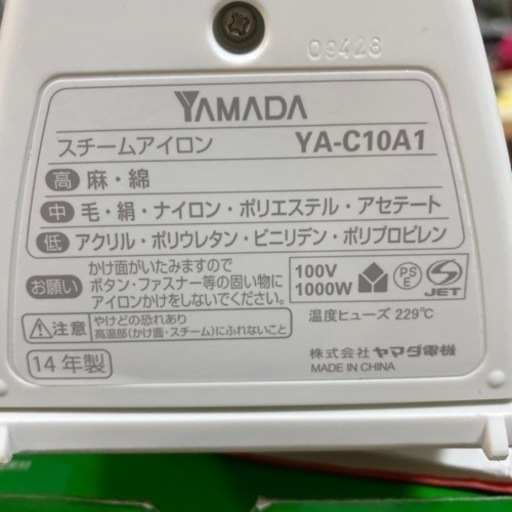 09428
YAMADA
スチームアイロン YA-C10A1
高 麻・綿
中 毛・絹・ナイロン・ポリエステル・アセテート
低 アクリル・ポリウレタン・ビニリデン・ポリプロピレン
お願い かけ面がいたみますので
ボタン・ファスナー等の固い物に
アイロンかけをしないでください。
100V
1000W
PS
E
JET
⚠注意 やけどの恐れあり
高温部(かけ面・スチーム)にふれないこと
温度ヒューズ 229℃
14年製
株式会社 ヤマダ電機
MADE IN CHINA